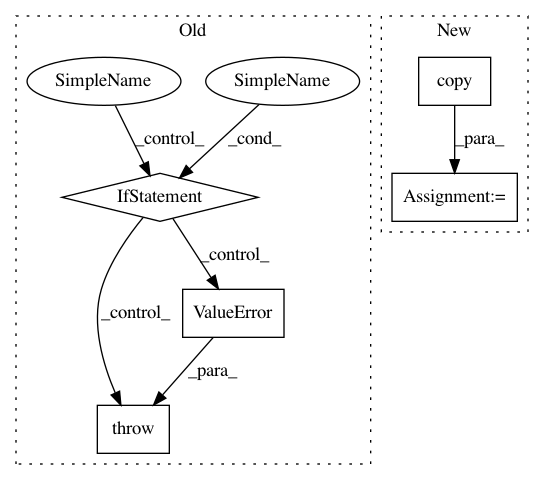 Old
New
SimpleName
SimpleName
copy
_control_
_cond_
_para_
IfStatement
Assignment:=
_control_
_control_
ValueError
_para_
throw